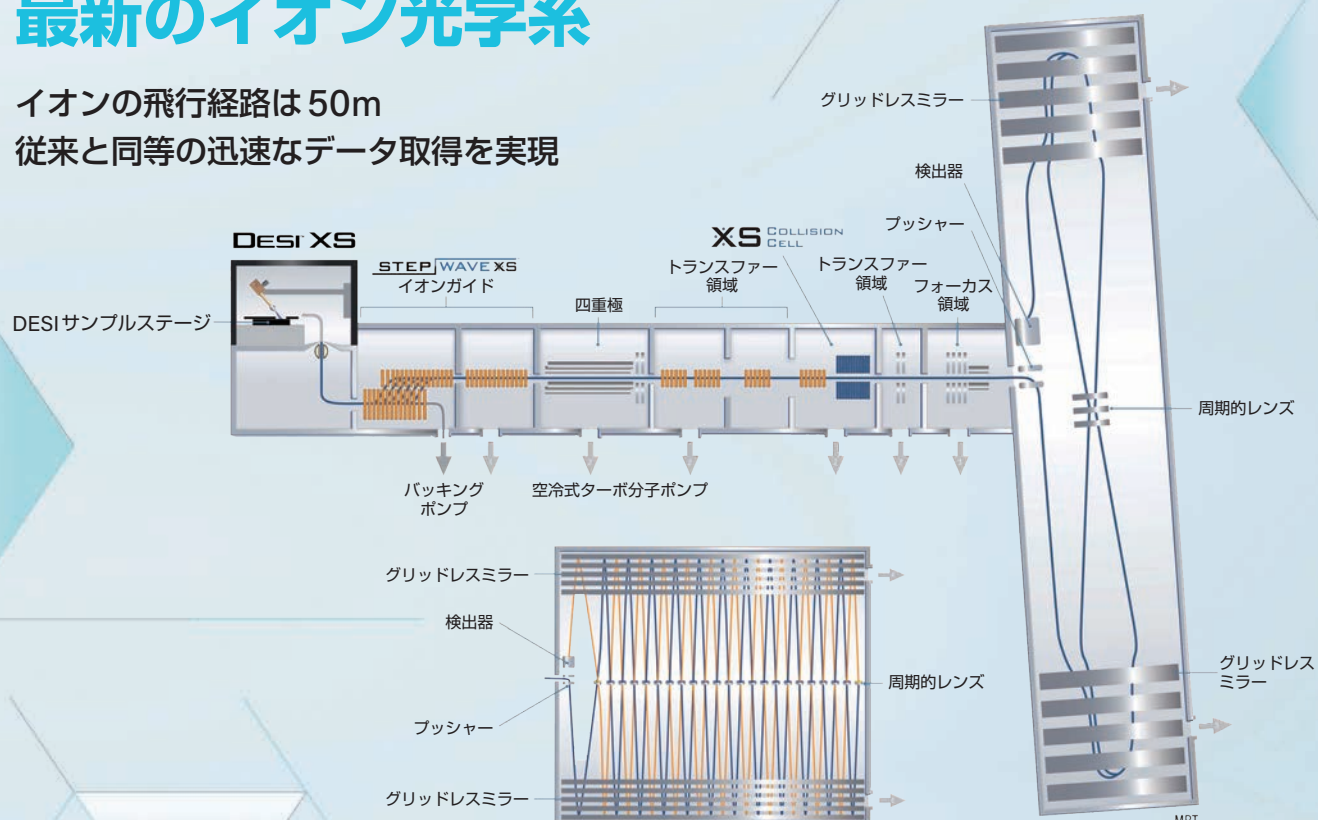 最新のイオン光学系
イオンの飛行経路は50m
従来と同等の迅速なデータ取得を実現
グリッドレスミラー
検出器
プッシャー
DESI XS
STEPWAVE XS
イオンガイド
四重極
XS COLLISION
CELL
トランスファー
領域
トランスファー
領域
フォーカス
領域
DESIサンプルステージ
周期的レンズ
バッキング
ポンプ
空冷式ターボ分子ポンプ
グリッドレスミラー
検出器
周期的レンズ
プッシャー
グリッドレスミラー
グリッドレス
ミラー